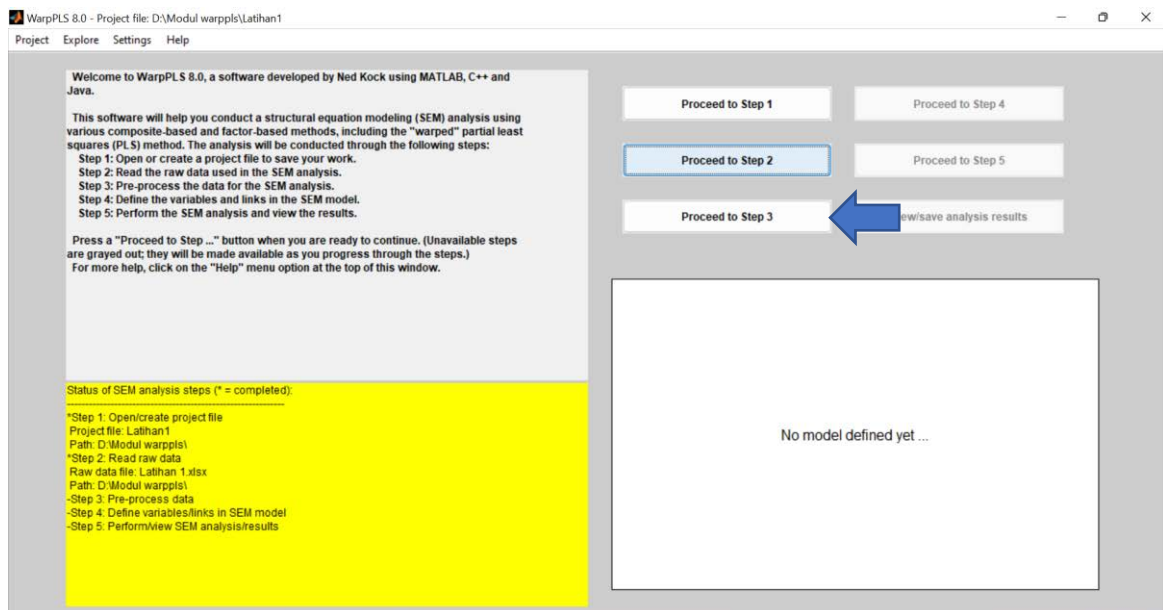 WarpPLS 8.0 - Project file: D:\Modul warppls\Latihan1
Project Explore Settings Help
Welcome to WarpPLS 8.0, a software developed by Ned Kock using MATLAB, C++ and
Java.
This software will help you conduct a structural equation modeling (SEM) analysis using
various composite-based and factor-based methods, including the "warped" partial least
squares (PLS) method. The analysis will be conducted through the following steps:
Step 1: Open or create a project file to save your work.
Step 2: Read the raw data used in the SEM analysis.
Step 3: Pre-process the data for the SEM analysis.
Step 4: Define the variables and links in the SEM model.
Step 5: Perform the SEM analysis and view the results.
Press a "Proceed to Step ..." button when you are ready to continue. (Unavailable steps
are grayed out; they will be made available as you progress through the steps.)
For more help, click on the "Help" menu option at the top of this window.
Proceed to Step 1
Proceed to Step 4
Proceed to Step 2
Proceed to Step 5
Proceed to Step 3
ew/save analysis results
Status of SEM analysis steps (* = completed):
------------------------------------------------------------
*Step 1: Open/create project file
Project file: Latihan1
Path: D:\Modul warppls\
*Step 2: Read raw data
Raw data file: Latihan 1.xlsx
Path: D:\Modul warppls\
-Step 3: Pre-process data
-Step 4: Define variables/links in SEM model
-Step 5: Perform/view SEM analysis/results
No model defined yet ...